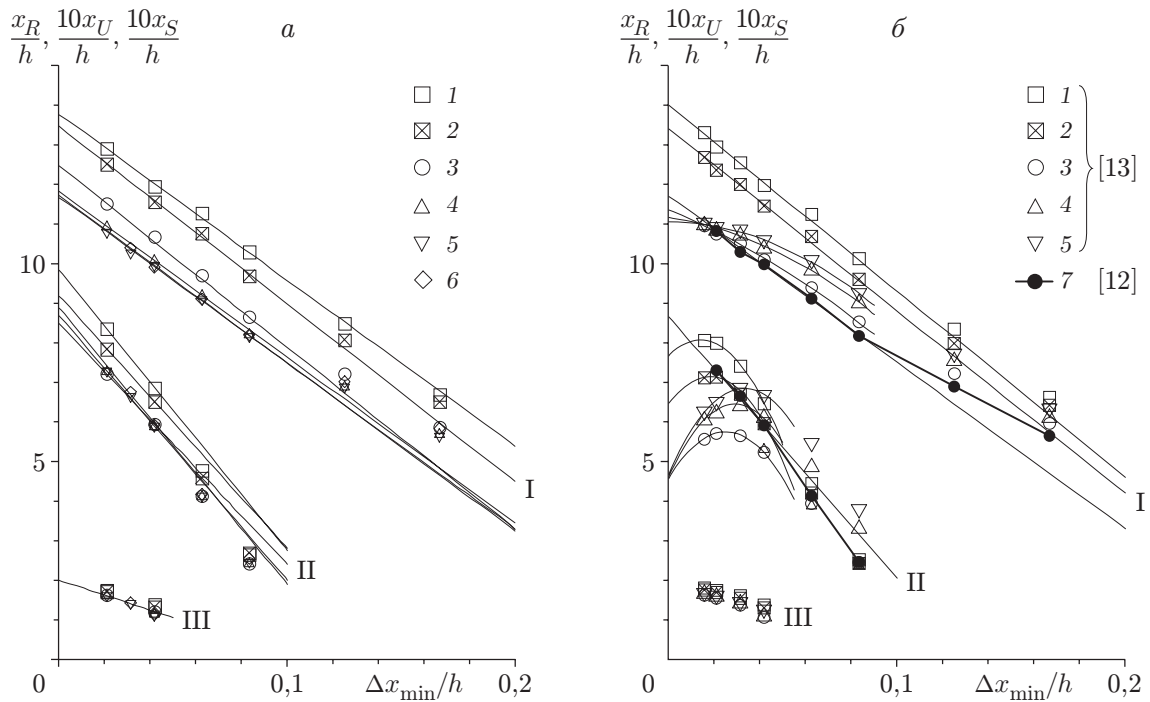 x_R/h, 10x_U/h, 10x_S/h
а
1
2
3
4
5
6
10
5
0
0,1
0,2
Δx_min/h
I
II
III
x_R/h, 10x_U/h, 10x_S/h
б
1
2
3
4
5
[13]
7 [12]
10
5
0
0,1
0,2
Δx_min/h
I
II
III